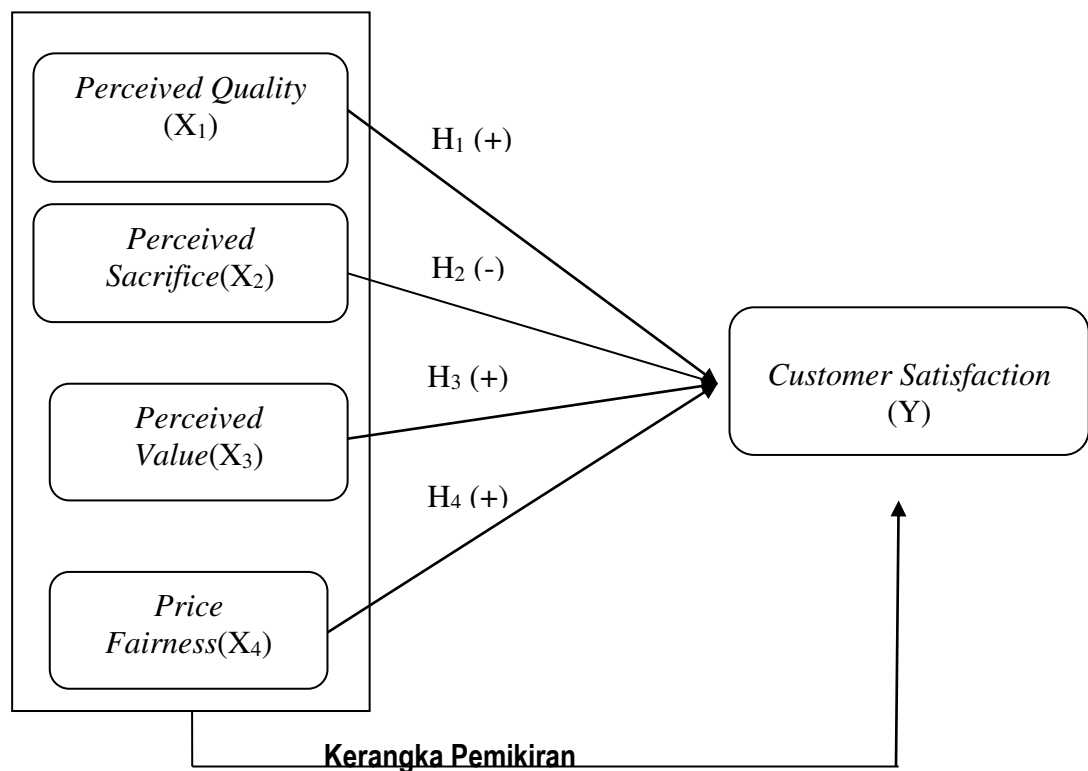 Perceived Quality
(X₁)
H₁ (+)
Perceived
Sacrifice(X₂)
H₂ (-)
Perceived
Value(X₃)
H₃ (+)
Price
Fairness(X₄)
H₄ (+)
Customer Satisfaction
(Y)
Kerangka Pemikiran